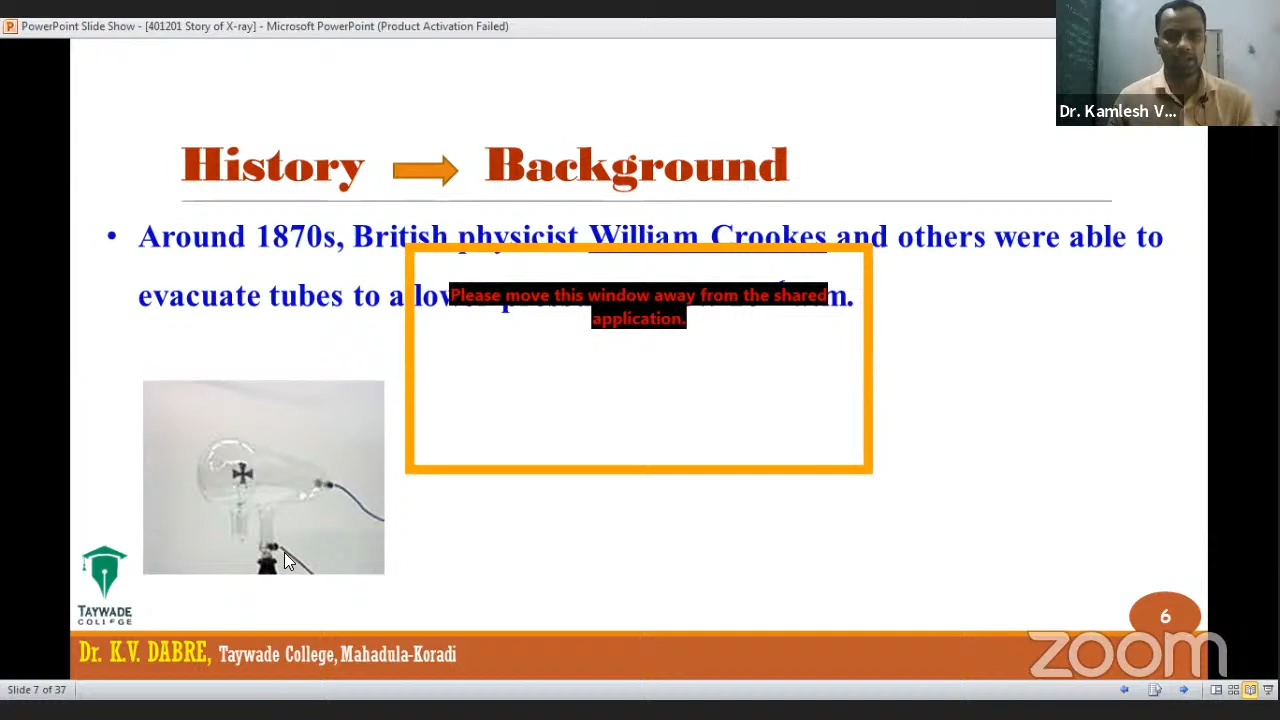 PowerPoint Slide Show - [401201 Story of X-ray] - Microsoft PowerPoint (Product Activation Failed)
Dr. Kamlesh V...
History Background
• Around 1870s, British physicist William Crookes and others were able to
evacuate tubes to a
Please move this window away from the shared
application.
TAYWADE
COLLEGE
6
Dr. K.V. DABRE, Taywade College, Mahadula-Koradi
zoom
Slide 7 of 37